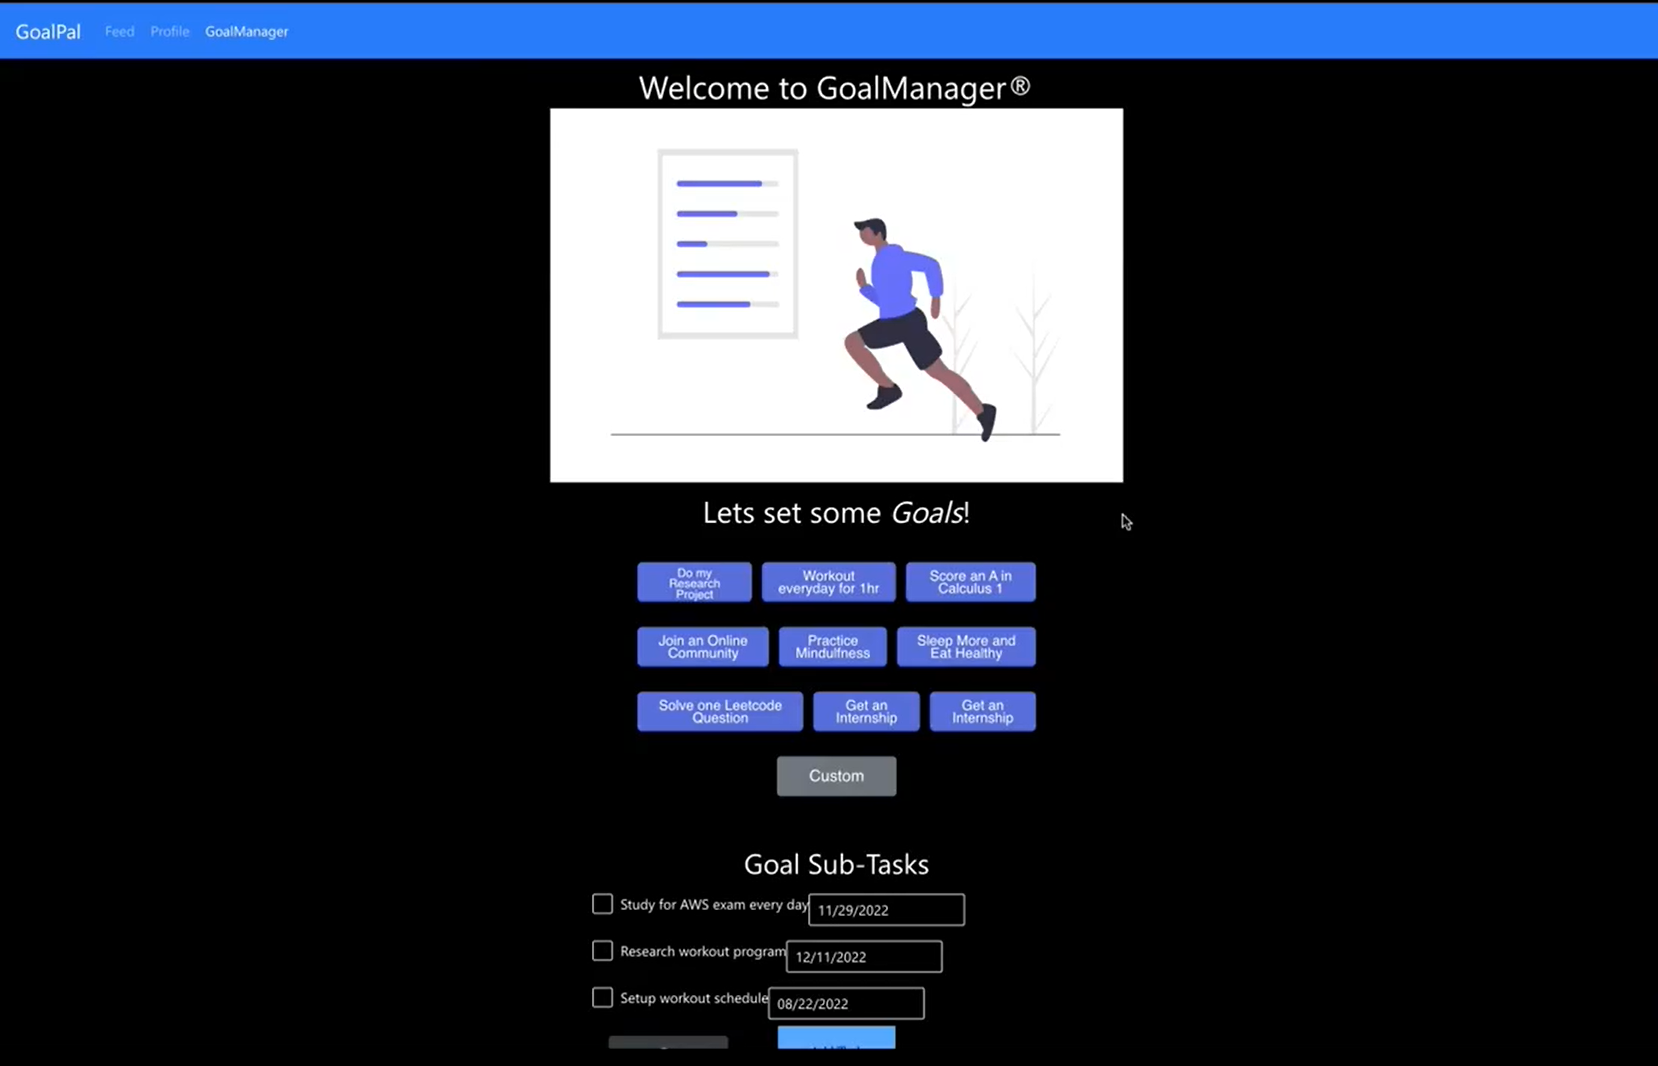 GoalPal Feed Profile GoalManager
Welcome to GoalManager®
Lets set some Goals!
Do my
Research
Project
Workout
everyday for 1hr
Score an A in
Calculus 1
Join an Online
Community
Practice
Mindulfness
Sleep More and
Eat Healthy
Solve one Leetcode
Question
Get an
Internship
Get an
Internship
Custom
Goal Sub-Tasks
Study for AWS exam every day 11/29/2022
Research workout program 12/11/2022
Setup workout schedule 08/22/2022